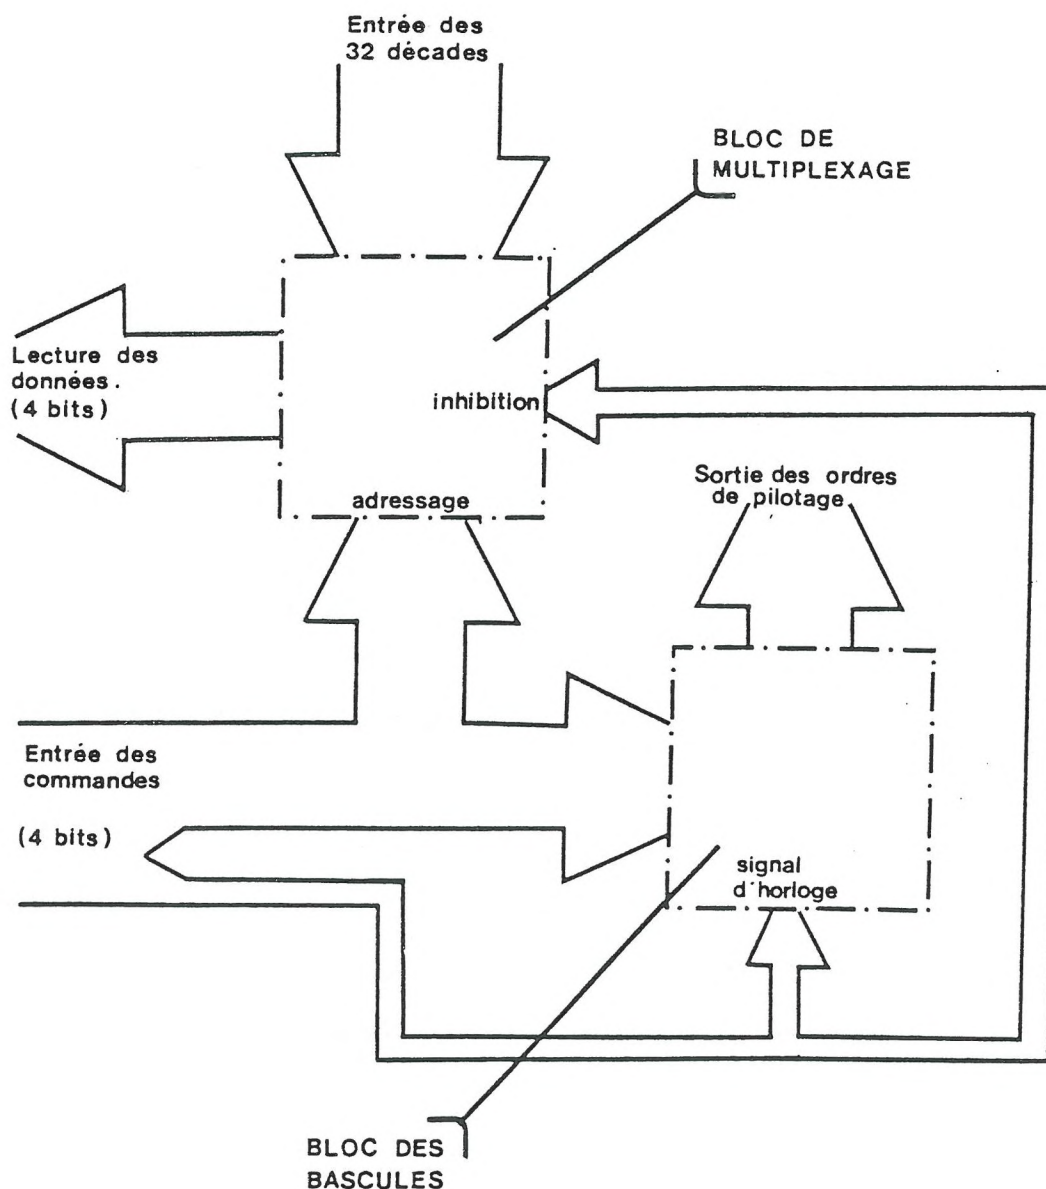 Entrée des
32 décades
BLOC DE
MULTIPLEXAGE
Lecture des
données.
(4 bits)
inhibition
adressage
Sortie des ordres
de pilotage
Entrée des
commandes
(4 bits)
signal
d'horloge
BLOC DES
BASCULES